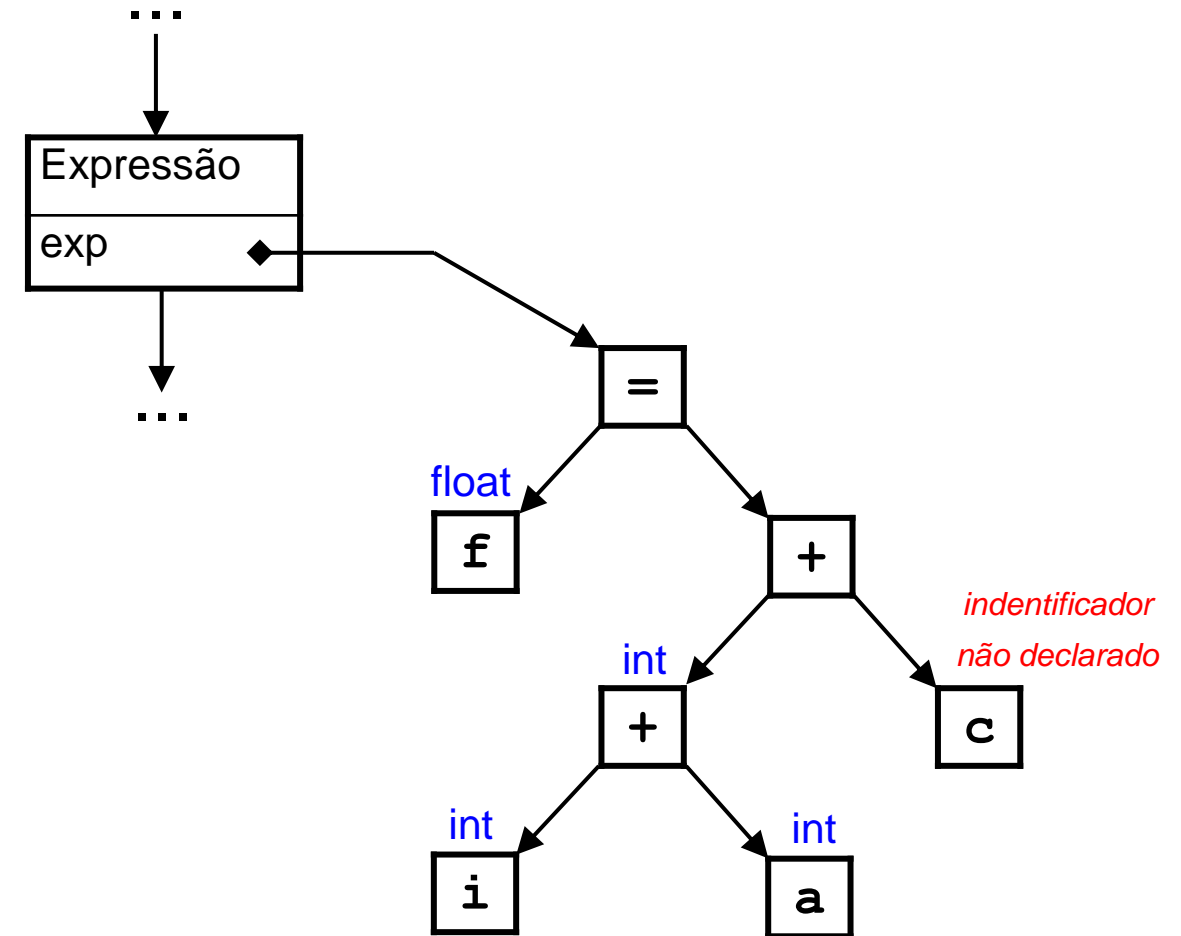 ...
Expressão
exp
...
=
float
f
+
indentificador
não declarado
int
+
c
int
int
i
a